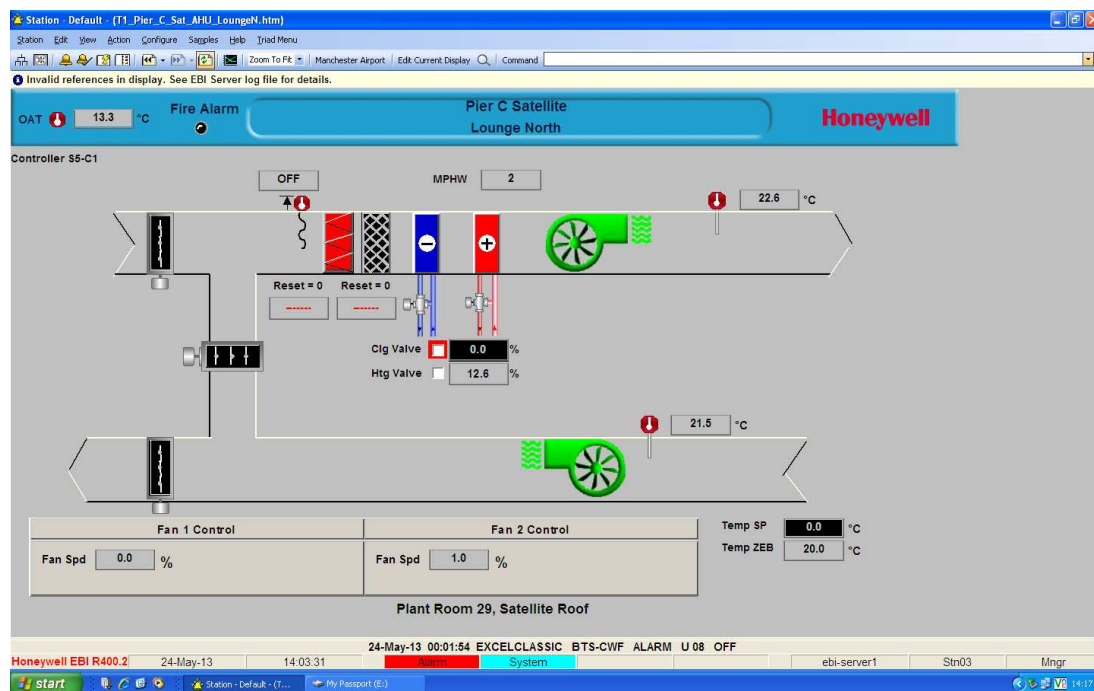 Station - Default - (T1_Pier_C_Sat_AHU_LoungeN.htm)
Station Edit View Action Configure Samples Help Iriad Menu
Zoom To Fit Manchester Airport Edit Current Display Command
Invalid references in display. See EBI Server log file for details.
OAT 13.3 °C Fire Alarm
Pier C Satellite
Lounge North
Honeywell
Controller S5-C1
OFF MPHW 2
22.6 °C
Reset = 0 Reset = 0
------ ------
Clg Valve 0.0 %
Htg Valve 12.6 %
21.5 °C
Fan 1 Control Fan 2 Control
Fan Spd 0.0 % Fan Spd 1.0 %
Temp SP 0.0 °C
Temp ZEB 20.0 °C
Plant Room 29, Satellite Roof
24-May-13 00:01:54 EXCELCLASSIC BTS-CWF ALARM U 08 OFF
Honeywell EBI R400.2 24-May-13 14:03:31 Alarm System ebi-server1 Stn03 Mngr
start Station - Default - (T... My Passport (E:) 14:17